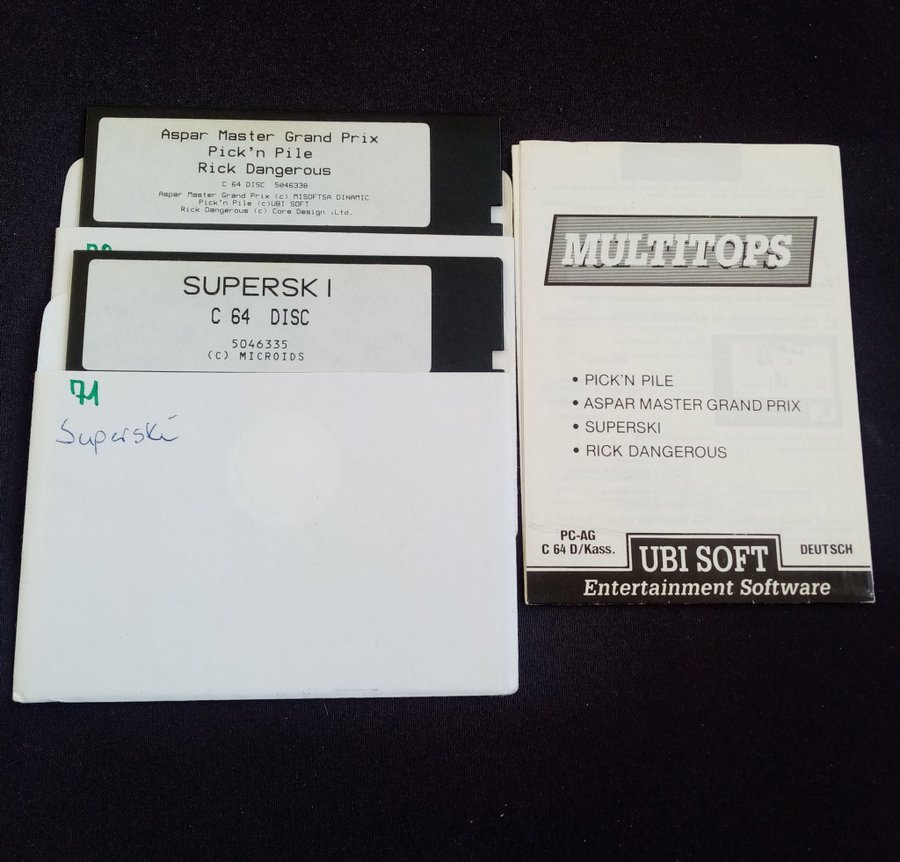 Aspar Master Grand Prix
Pick'n Pile
Rick Dangerous
C 64 DISC 5046338
Aspar Master Grand Prix (c) MISOFTSA DINAMIC
Pick'n Pile (c)UBI SOFT
Rick Dangerous (c) Core Design .Ltd.
SUPERSKI
C 64 DISC
5046335
(C) MICROIDS
71
Superski
MULTITOPS
• PICK'N PILE
• ASPAR MASTER GRAND PRIX
• SUPERSKI
• RICK DANGEROUS
PC-AG
C 64 D/Kass.
UBI SOFT
DEUTSCH
Entertainment Software